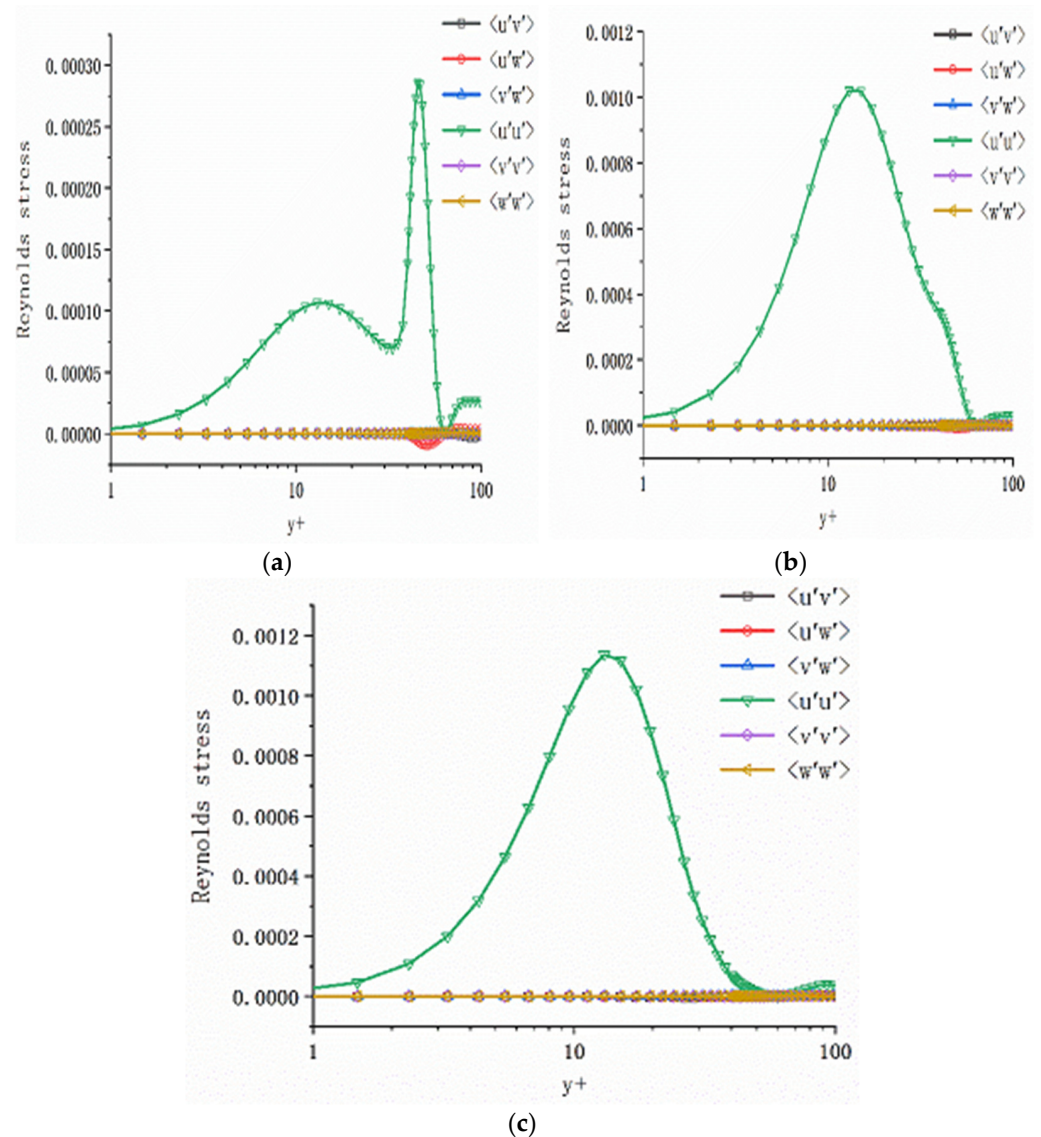 ⟨u'v'⟩
⟨u'w'⟩
⟨v'w'⟩
⟨u'u'⟩
⟨v'v'⟩
⟨w'w'⟩
0.00030
0.00025
0.00020
0.00015
0.00010
0.00005
0.00000
Reynolds stress
1
10
100
y+
(a)
⟨u'v'⟩
⟨u'w'⟩
⟨v'w'⟩
⟨u'u'⟩
⟨v'v'⟩
⟨w'w'⟩
0.0012
0.0010
0.0008
0.0006
0.0004
0.0002
0.0000
Reynolds stress
1
10
100
y+
(b)
⟨u'v'⟩
⟨u'w'⟩
⟨v'w'⟩
⟨u'u'⟩
⟨v'v'⟩
⟨w'w'⟩
0.0012
0.0010
0.0008
0.0006
0.0004
0.0002
0.0000
Reynolds stress
1
10
100
y+
(c)